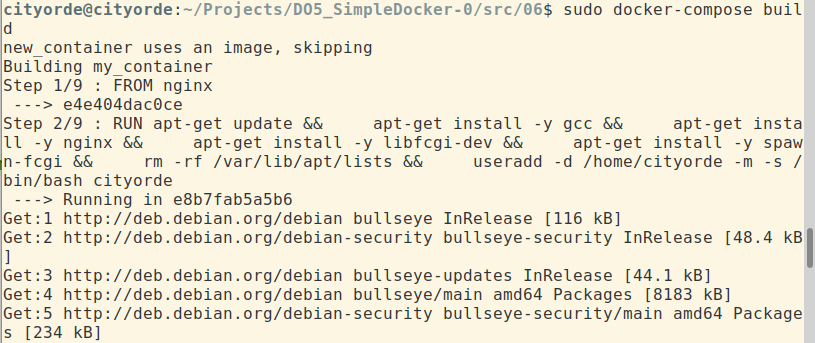 cityorde@cityorde:~/Projects/DO5_SimpleDocker-0/src/06$ sudo docker-compose buil
d
new_container uses an image, skipping
Building my_container
Step 1/9 : FROM nginx
 ---> e4e404dac0ce
Step 2/9 : RUN apt-get update &&     apt-get install -y gcc &&     apt-get insta
ll -y nginx &&     apt-get install -y libfcgi-dev &&     apt-get install -y spaw
n-fcgi &&     rm -rf /var/lib/apt/lists &&     useradd -d /home/cityorde -m -s /
bin/bash cityorde
 ---> Running in e8b7fab5a5b6
Get:1 http://deb.debian.org/debian bullseye InRelease [116 kB]
Get:2 http://deb.debian.org/debian-security bullseye-security InRelease [48.4 kB
]
Get:3 http://deb.debian.org/debian bullseye-updates InRelease [44.1 kB]
Get:4 http://deb.debian.org/debian bullseye/main amd64 Packages [8183 kB]
Get:5 http://deb.debian.org/debian-security bullseye-security/main amd64 Package
s [234 kB]